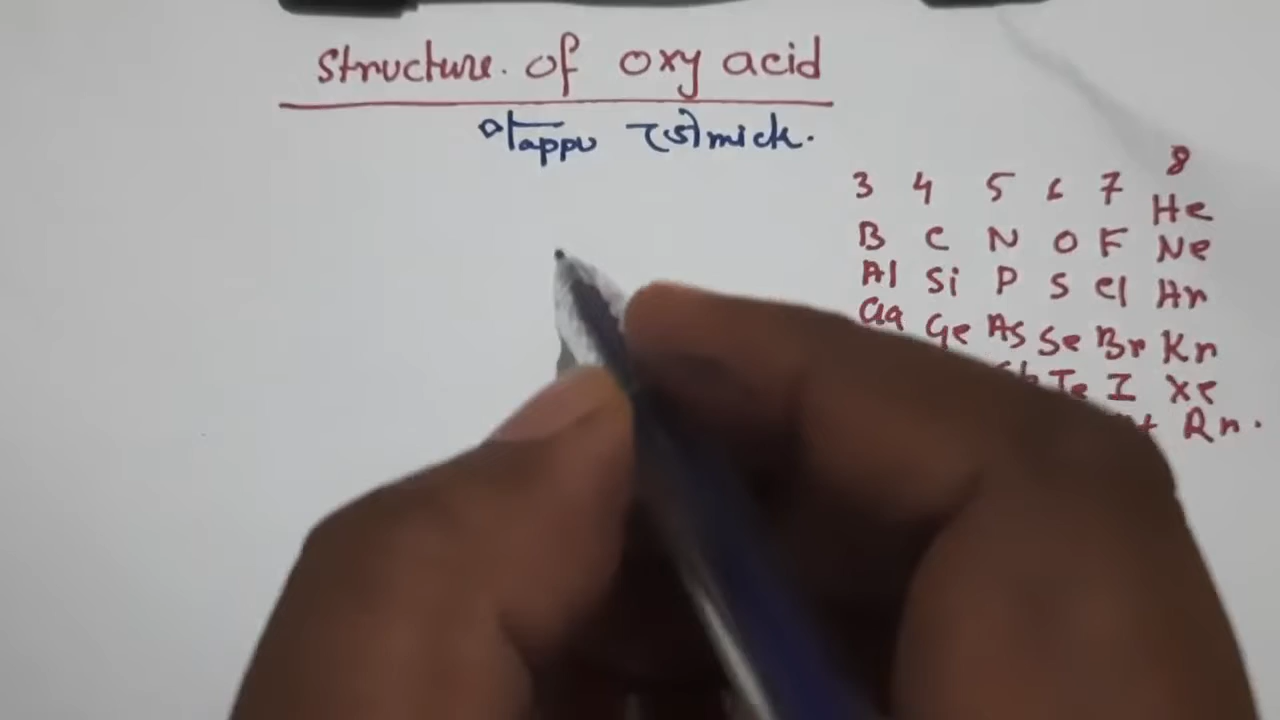 Structure. of oxy acid
Tappu mick.
3 4 5 6 7 8
He
B C N O F Ne
Al Si P S Cl Ar
Ga Ge As Se Br Kr
Te I Xe
Rn.